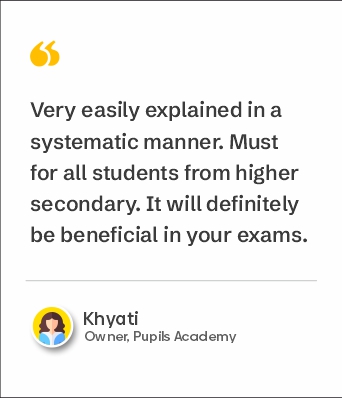 Very easily explained in a
systematic manner. Must
for all students from higher
secondary. It will definitely
be beneficial in your exams.
Khyati
Owner, Pupils Academy